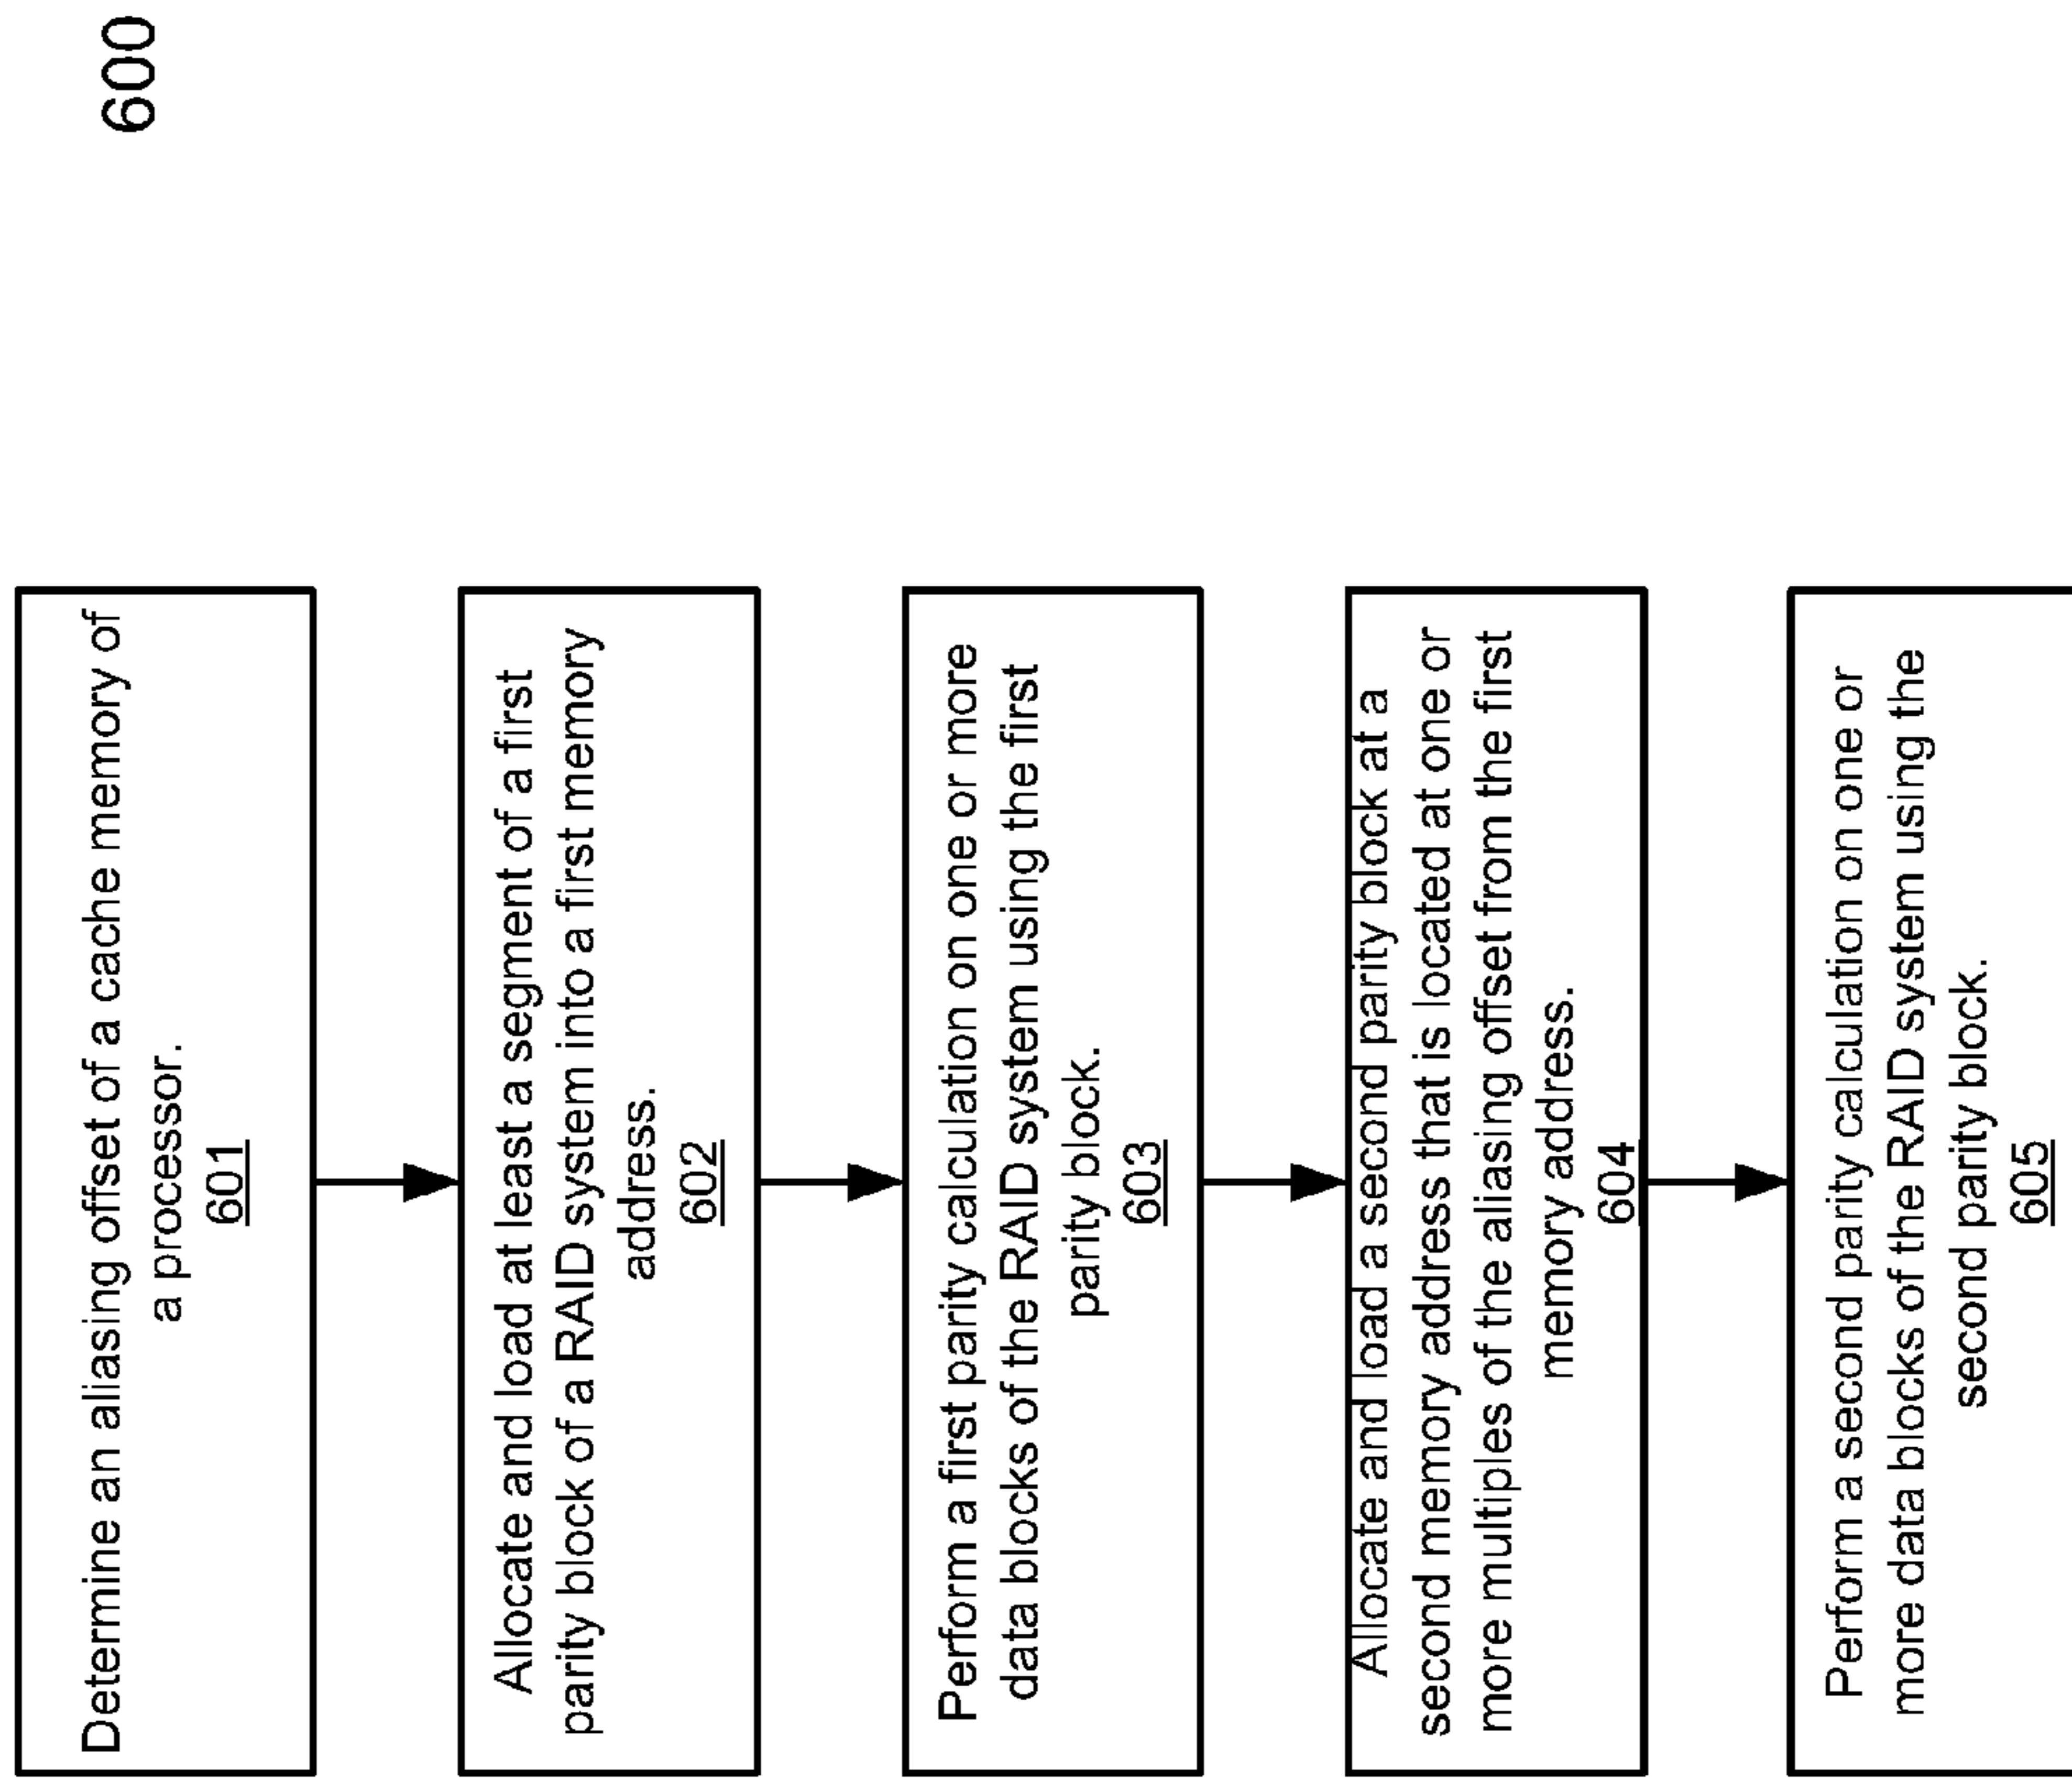 600
Determine an aliasing offset of a cache memory of
a processor.
601
Allocate and load at least a segment of a first
parity block of a RAID system into a first memory
address.
602
Perform a first parity calculation on one or more
data blocks of the RAID system using the first
parity block.
603
Allocate and load a second parity block at a
second memory address that is located at one or
more multiples of the aliasing offset from the first
memory address.
604
Perform a second parity calculation on one or
more data blocks of the RAID system using the
second parity block.
605